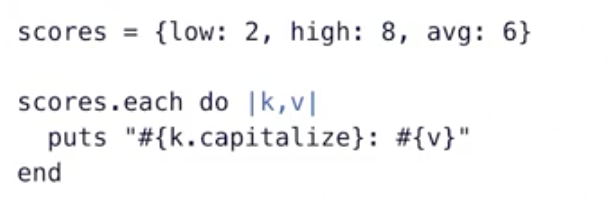 scores = {low: 2, high: 8, avg: 6}
scores.each do |k,v|
  puts "#{k.capitalize}: #{v}"
end